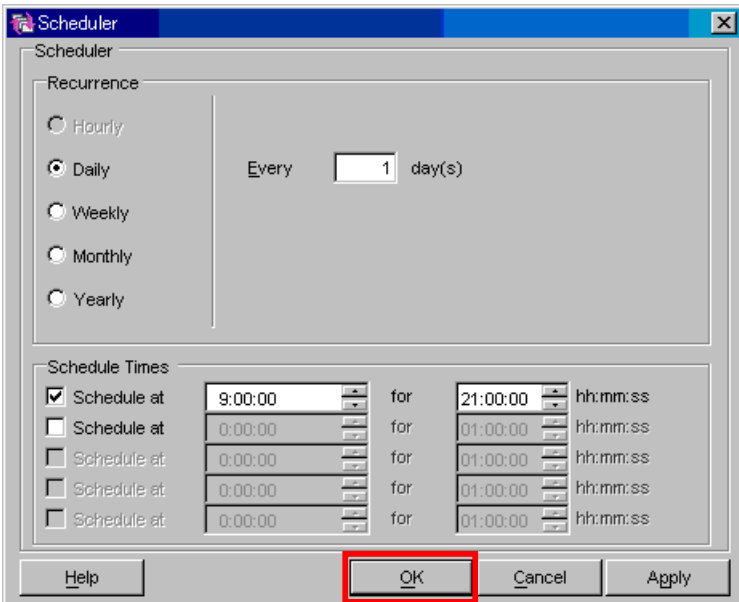 Scheduler
Scheduler
Recurrence
Hourly
Daily Every 1 day(s)
Weekly
Monthly
Yearly
Schedule Times
Schedule at 9:00:00 for 21:00:00 hh:mm:ss
Schedule at 0:00:00 for 01:00:00 hh:mm:ss
Schedule at 0:00:00 for 01:00:00 hh:mm:ss
Schedule at 0:00:00 for 01:00:00 hh:mm:ss
Schedule at 0:00:00 for 01:00:00 hh:mm:ss
Help OK Cancel Apply